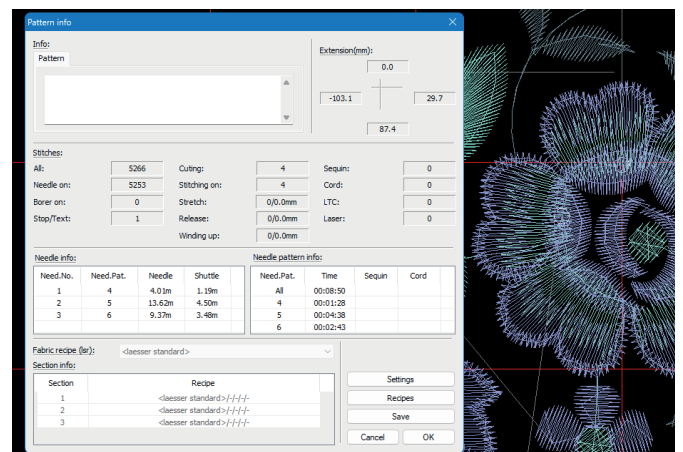 Pattern info
Info:
Pattern
Extension(mm):
0.0
-103.1 29.7
87.4
Stitches:
All: 5266 Cuting: 4 Sequin: 0
Needle on: 5253 Stitching on: 4 Cord: 0
Borer on: 0 Stretch: 0/0.0mm LTC: 0
Stop/Text: 1 Release: 0/0.0mm Laser: 0
Winding up: 0/0.0mm
Needle info:
Need.No. Need.Pat. Needle Shuttle
1 4 4.01m 1.19m
2 5 13.62m 4.50m
3 6 9.37m 3.48m
Needle pattern info:
Need.Pat. Time Sequin Cord
All 00:08:50
4 00:01:28
5 00:04:38
6 00:02:43
Fabric recipe (lsr): <laesser standard>
Section info:
Section Recipe
1 <laesser standard>/-/-/-/-
2 <laesser standard>/-/-/-/-
3 <laesser standard>/-/-/-/-
Settings
Recipes
Save
Cancel OK